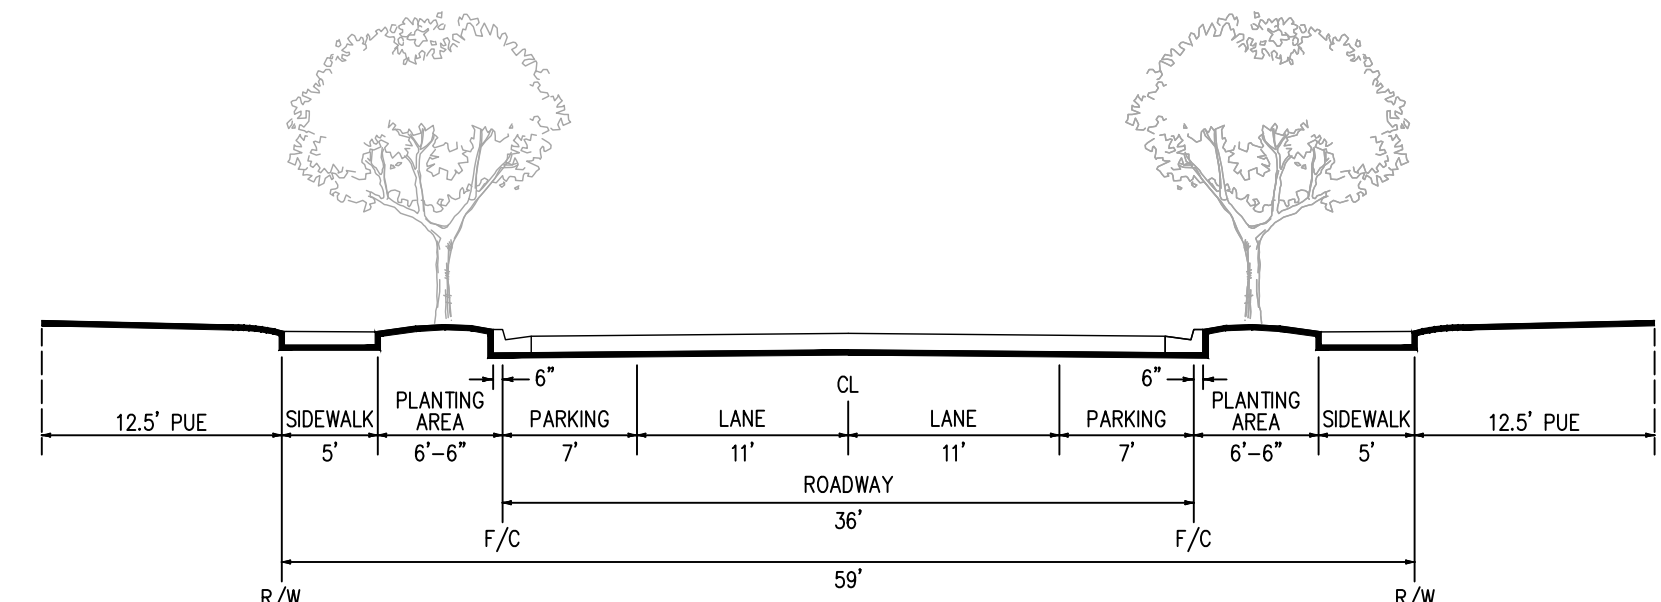 6” CL 6”
PLANTING PLANTING
12.5’ PUE SIDEWALK AREA PARKING LANE LANE PARKING AREA SIDEWALK 12.5’ PUE
5’ 6’-6” 7’ 11’ 11’ 7’ 6’-6” 5’
ROADWAY
36’
F/C F/C
59’
R/W R/W